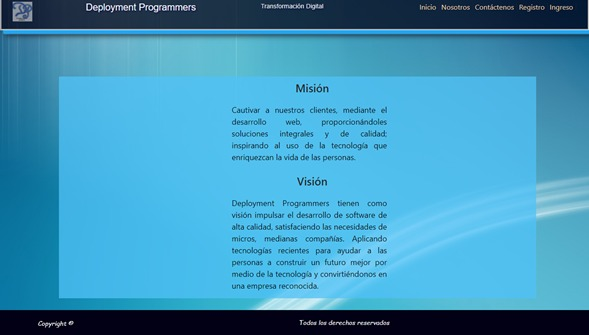 Deployment Programmers
Transformación Digital
Inicio Nosotros Contáctenos Registro Ingreso
Misión
Cautivar a nuestros clientes, mediante el
desarrollo web, proporcionándoles
soluciones integrales y de calidad;
inspirando al uso de la tecnología que
enriquezcan la vida de las personas.
Visión
Deployment Programmers tienen como
visión impulsar el desarrollo de software de
alta calidad, satisfaciendo las necesidades de
micros, medianas compañías. Aplicando
tecnologías recientes para ayudar a las
personas a construir un futuro mejor por
medio de la tecnología y convirtiéndonos en
una empresa reconocida.
Copyright ©
Todos los derechos reservados